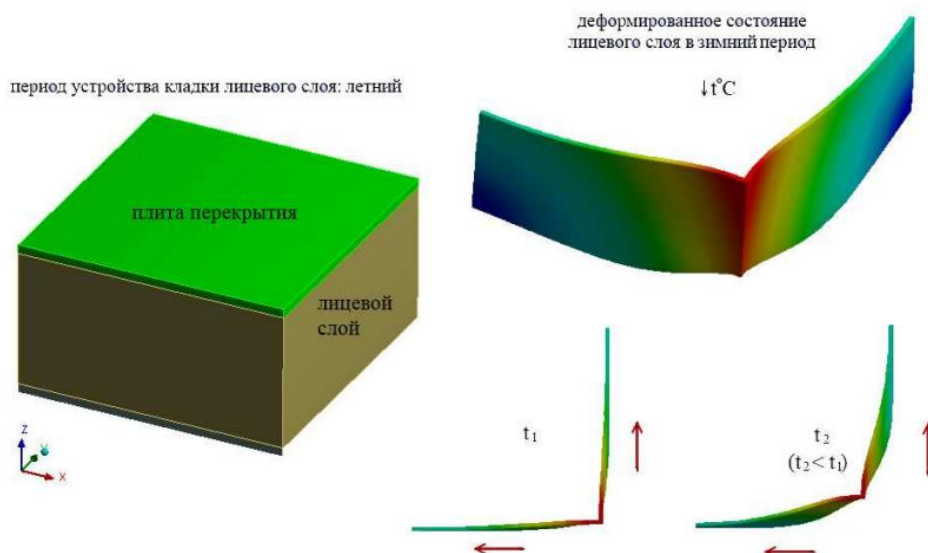 период устройства кладки лицевого слоя: летний
плита перекрытия
лицевой
слой
Z
Y
X
деформированное состояние
лицевого слоя в зимний период
↓t°C
t₁
t₂
(t₂ < t₁)